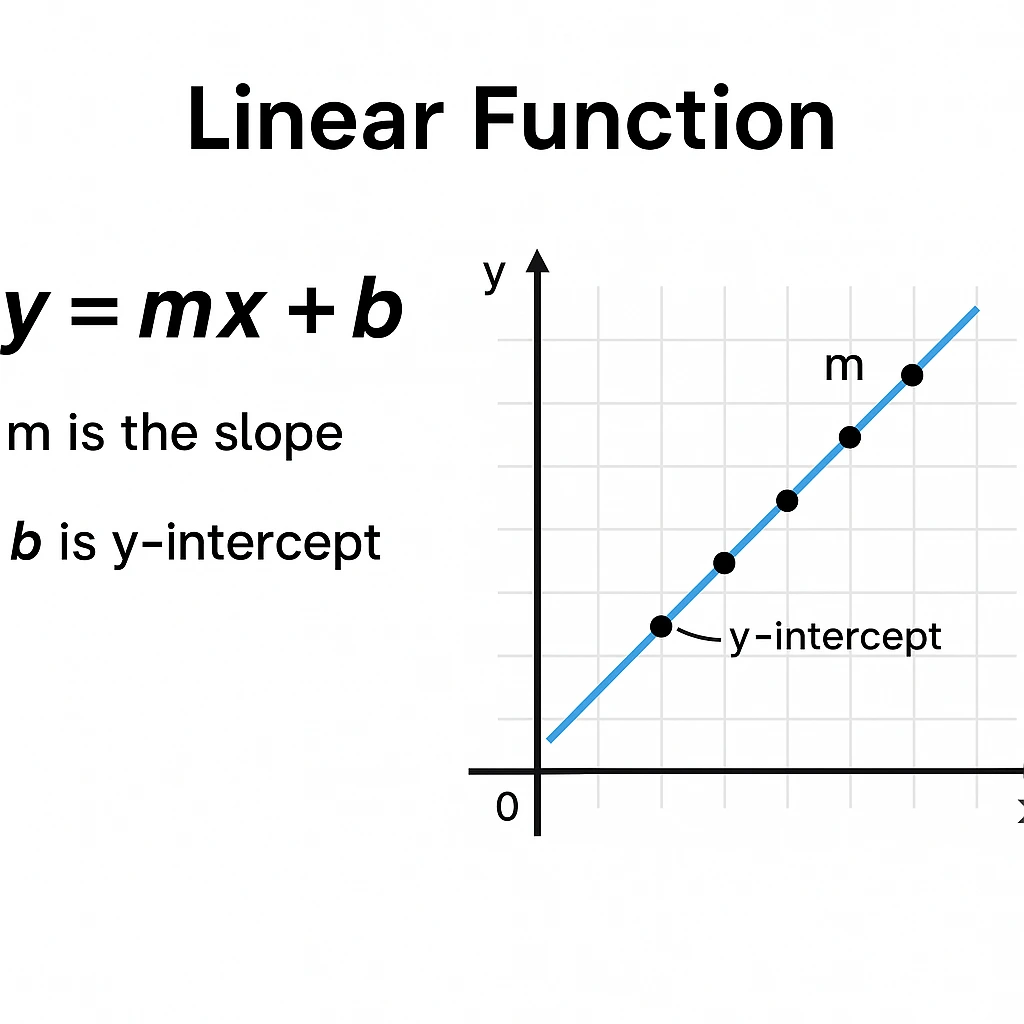 Linear Function
y = mx + b
m is the slope
b is y-intercept
y
m
y-intercept
0
x